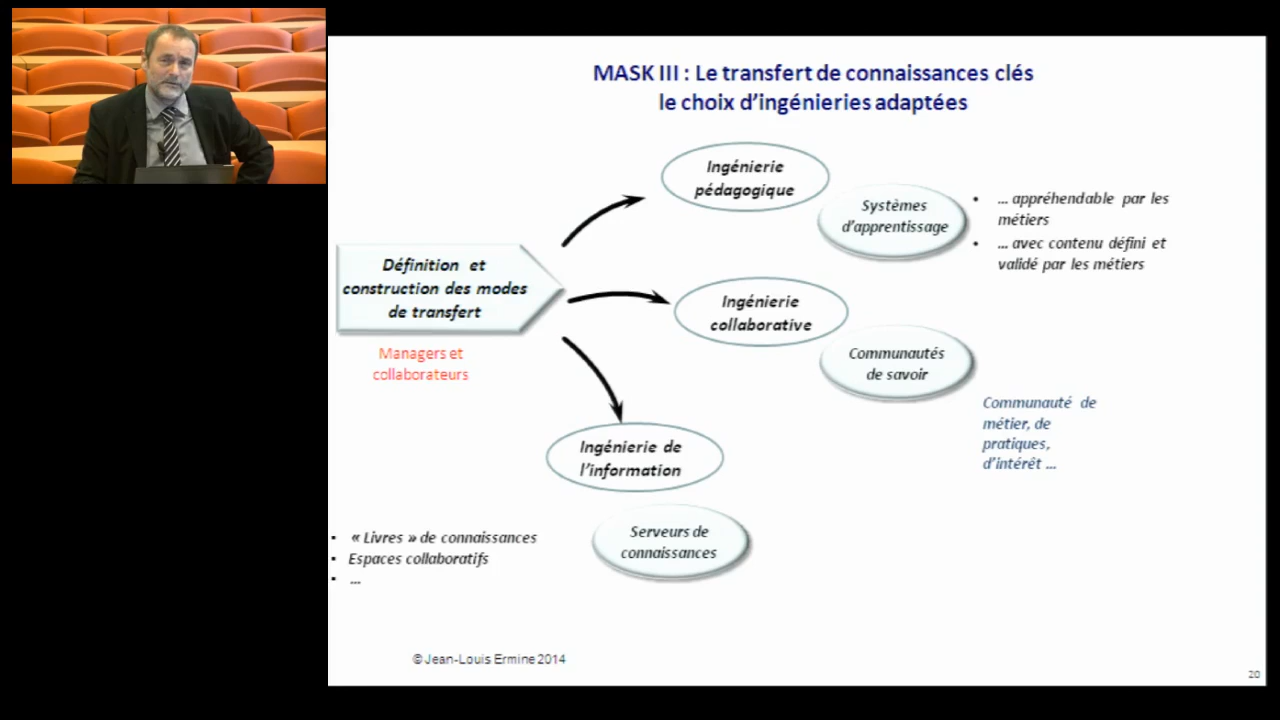 MASK III : Le transfert de connaissances clés
le choix d'ingénieries adaptées
Ingénierie
pédagogique
Systèmes
d'apprentissage
• … appréhendable par les
métiers
• … avec contenu défini et
validé par les métiers
Définition et
construction des modes
de transfert
Managers et
collaborateurs
Ingénierie
collaborative
Communautés
de savoir
Communauté de
métier, de
pratiques,
d'intérêt …
Ingénierie de
l'information
Serveurs de
connaissances
▪ « Livres » de connaissances
▪ Espaces collaboratifs
▪ …
© Jean-Louis Ermine 2014
20